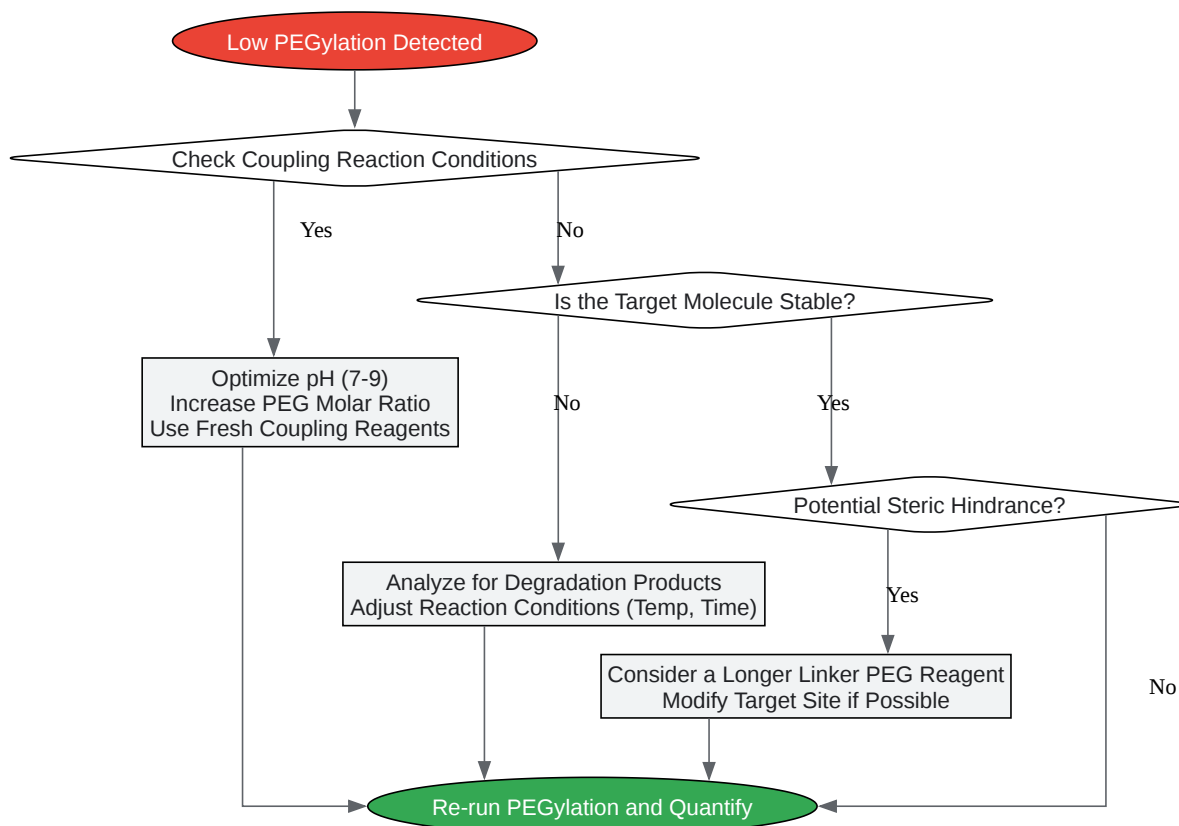 Low PEGylation Detected
Check Coupling Reaction Conditions
Yes
No
Is the Target Molecule Stable?
Optimize pH (7-9)
Increase PEG Molar Ratio
Use Fresh Coupling Reagents
No
Yes
Potential Steric Hindrance?
Analyze for Degradation Products
Adjust Reaction Conditions (Temp, Time)
Yes
Consider a Longer Linker PEG Reagent
Modify Target Site if Possible
No
Re-run PEGylation and Quantify